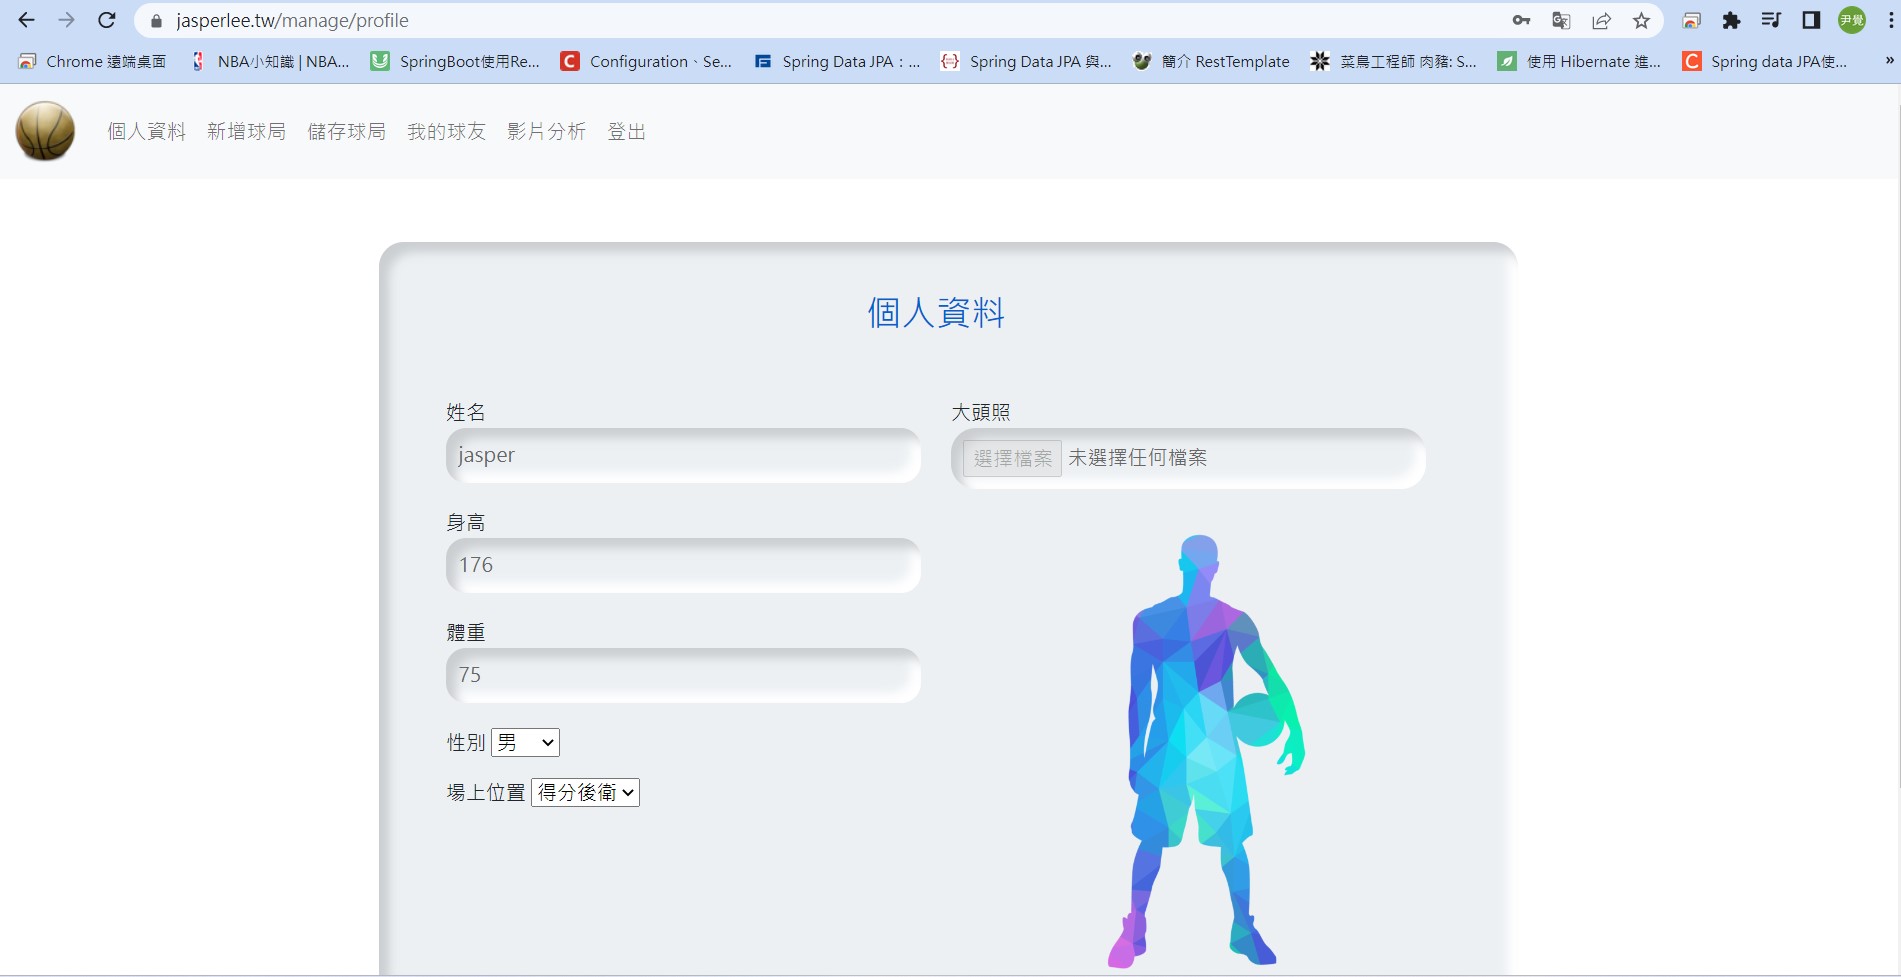 jasperlee.tw/manage/profile 尹覺
Chrome 遠端桌面 NBA小知識 | NBA... SpringBoot使用Re... Configuration、Se... Spring Data JPA：... Spring Data JPA 與... 簡介 RestTemplate 菜鳥工程師 肉豬: S... 使用 Hibernate 進... Spring data JPA使... »
個人資料 新增球局 儲存球局 我的球友 影片分析 登出
個人資料
姓名 大頭照
jasper 選擇檔案 未選擇任何檔案
身高
176
體重
75
性別 男
場上位置 得分後衛